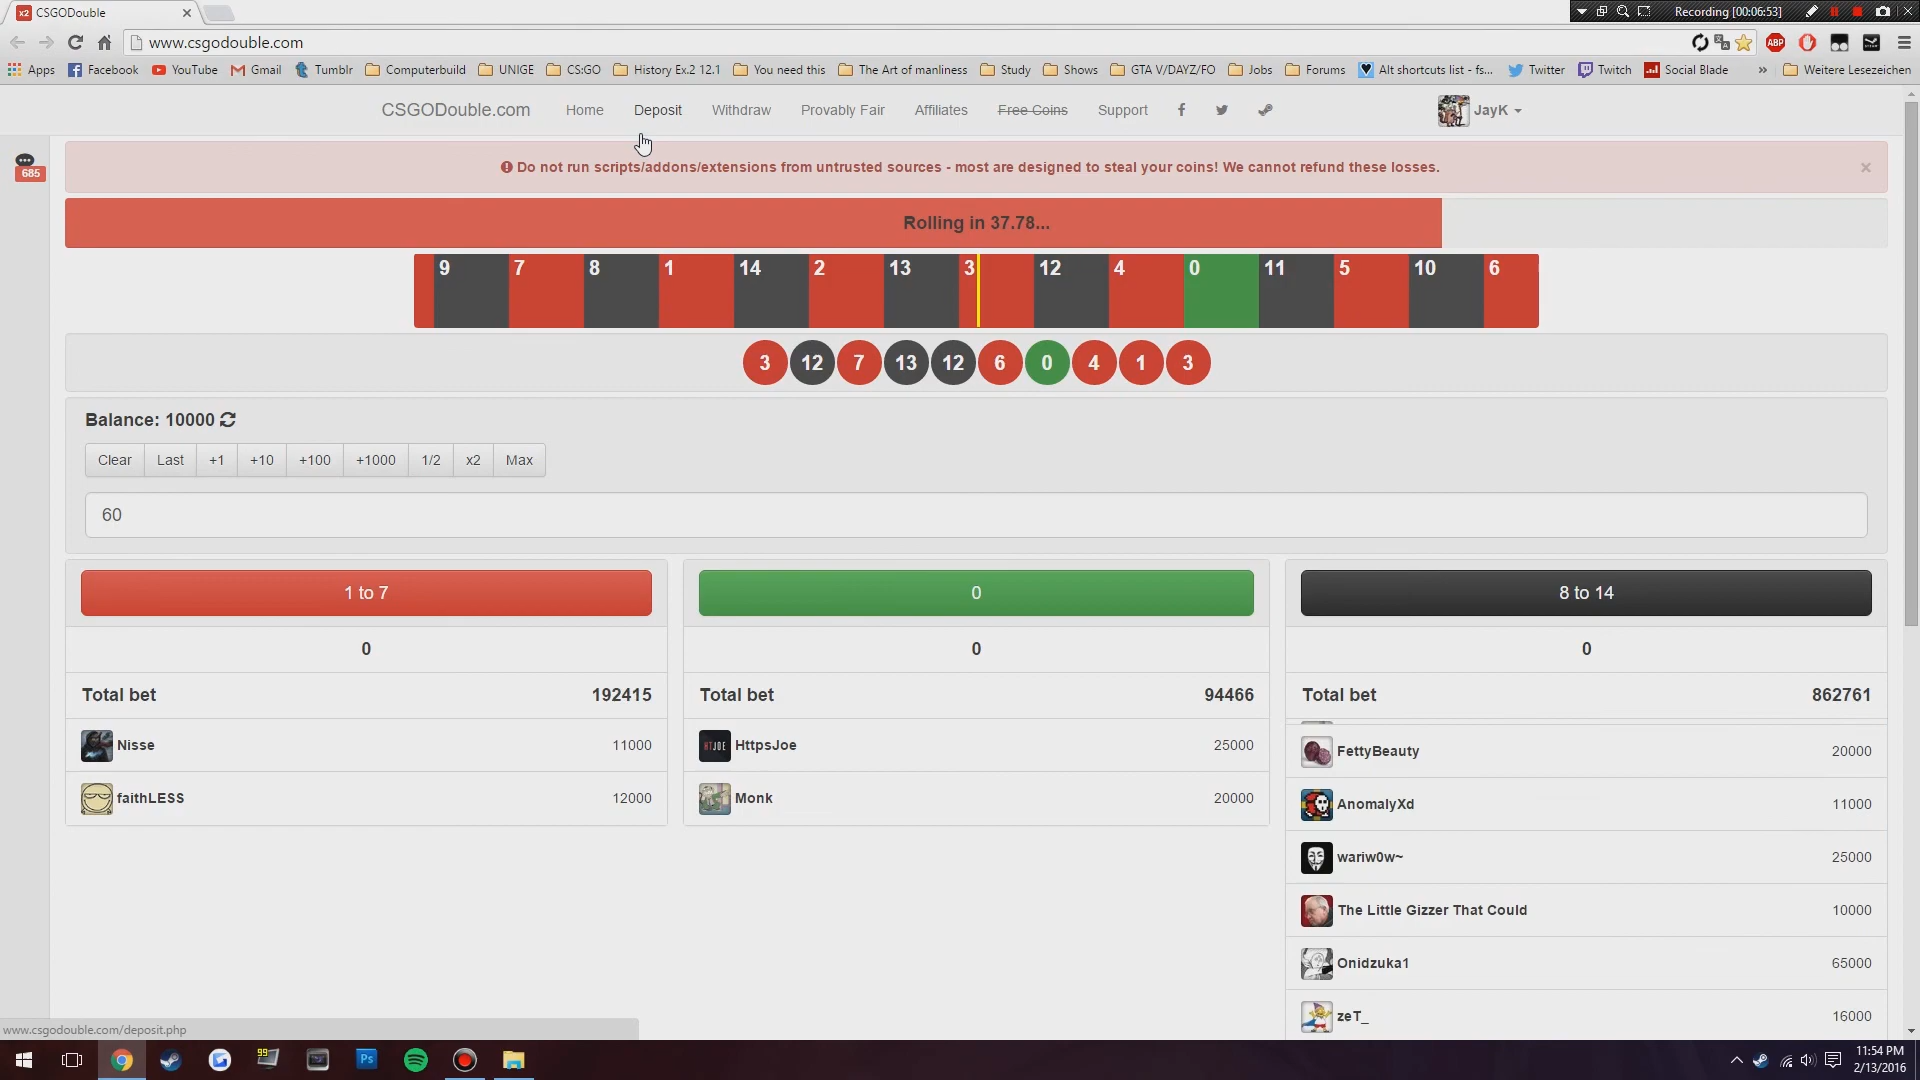 CSGODouble
Recording [00:06:53]
www.csgodouble.com
ABP
Apps Facebook YouTube Gmail Tumblr Computerbuild UNIGE CS:GO History Ex.2 12.1 You need this The Art of manliness Study Shows GTA V/DAYZ/FO Jobs Forums Alt shortcuts list - fs... Twitter Twitch Social Blade » Weitere Lesezeichen
CSGODouble.com Home Deposit Withdraw Provably Fair Affiliates Free Coins Support JayK
685
Do not run scripts/addons/extensions from untrusted sources - most are designed to steal your coins! We cannot refund these losses. ×
Rolling in 37.78...
9 7 8 1 14 2 13 3 12 4 0 11 5 10 6
3 12 7 13 12 6 0 4 1 3
Balance: 10000
Clear Last +1 +10 +100 +1000 1/2 x2 Max
60
1 to 7 0 8 to 14
0 0 0
Total bet 192415 Total bet 94466 Total bet 862761
Nisse 11000
faithLESS 12000
HttpsJoe 25000
Monk 20000
FettyBeauty 20000
AnomalyXd 11000
wariw0w~ 25000
The Little Gizzer That Could 10000
Onidzuka1 65000
zeT_ 16000
www.csgodouble.com/deposit.php
99
Ps
11:54 PM
2/13/2016